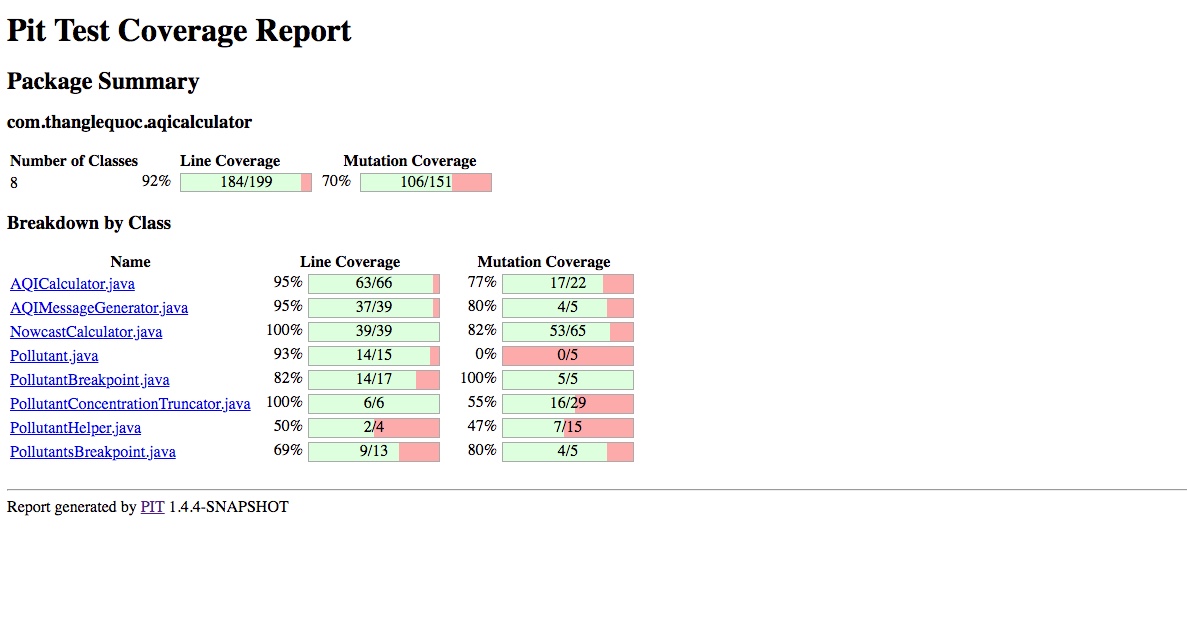 Pit Test Coverage Report
Package Summary
com.thanglequoc.aqicalculator
Number of Classes Line Coverage Mutation Coverage
8 92% 184/199 70% 106/151
Breakdown by Class
Name Line Coverage Mutation Coverage
AQICalculator.java 95% 63/66 77% 17/22
AQIMessageGenerator.java 95% 37/39 80% 4/5
NowcastCalculator.java 100% 39/39 82% 53/65
Pollutant.java 93% 14/15 0% 0/5
PollutantBreakpoint.java 82% 14/17 100% 5/5
PollutantConcentrationTruncator.java 100% 6/6 55% 16/29
PollutantHelper.java 50% 2/4 47% 7/15
PollutantsBreakpoint.java 69% 9/13 80% 4/5
Report generated by PIT 1.4.4-SNAPSHOT